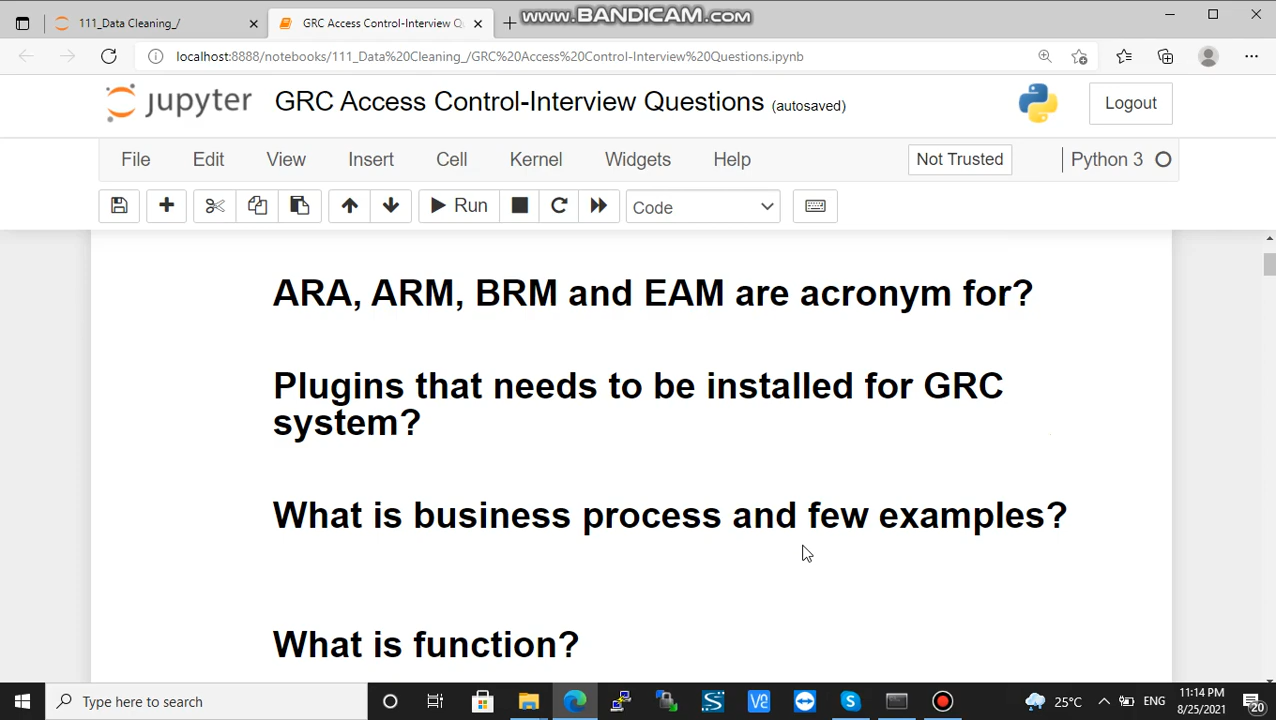 111_Data Cleaning_/
GRC Access Control-Interview Qu
www.BANDICAM.com
localhost:8888/notebooks/111_Data%20Cleaning_/GRC%20Access%20Control-Interview%20Questions.ipynb
jupyter
GRC Access Control-Interview Questions (autosaved)
Logout
File Edit View Insert Cell Kernel Widgets Help
Not Trusted
Python 3
Run
Code
ARA, ARM, BRM and EAM are acronym for?
Plugins that needs to be installed for GRC
system?
What is business process and few examples?
What is function?
Type here to search
25°C
ENG
11:14 PM
8/25/2021
20